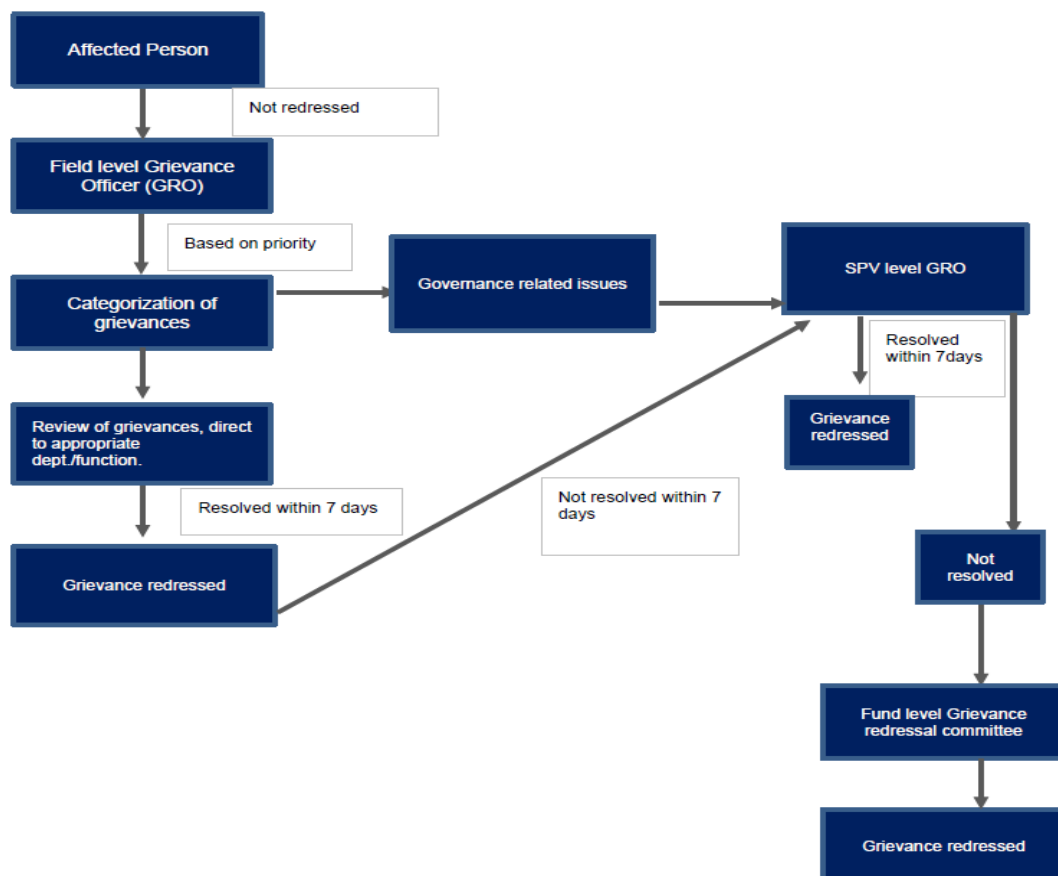 Affected Person
Not redressed
Field level Grievance
Officer (GRO)
Based on priority
Categorization of
grievances
Governance related issues
SPV level GRO
Resolved
within 7days
Grievance
redressed
Review of grievances, direct
to appropriate
dept./function.
Resolved within 7 days
Not resolved within 7
days
Grievance redressed
Not
resolved
Fund level Grievance
redressal committee
Grievance redressed